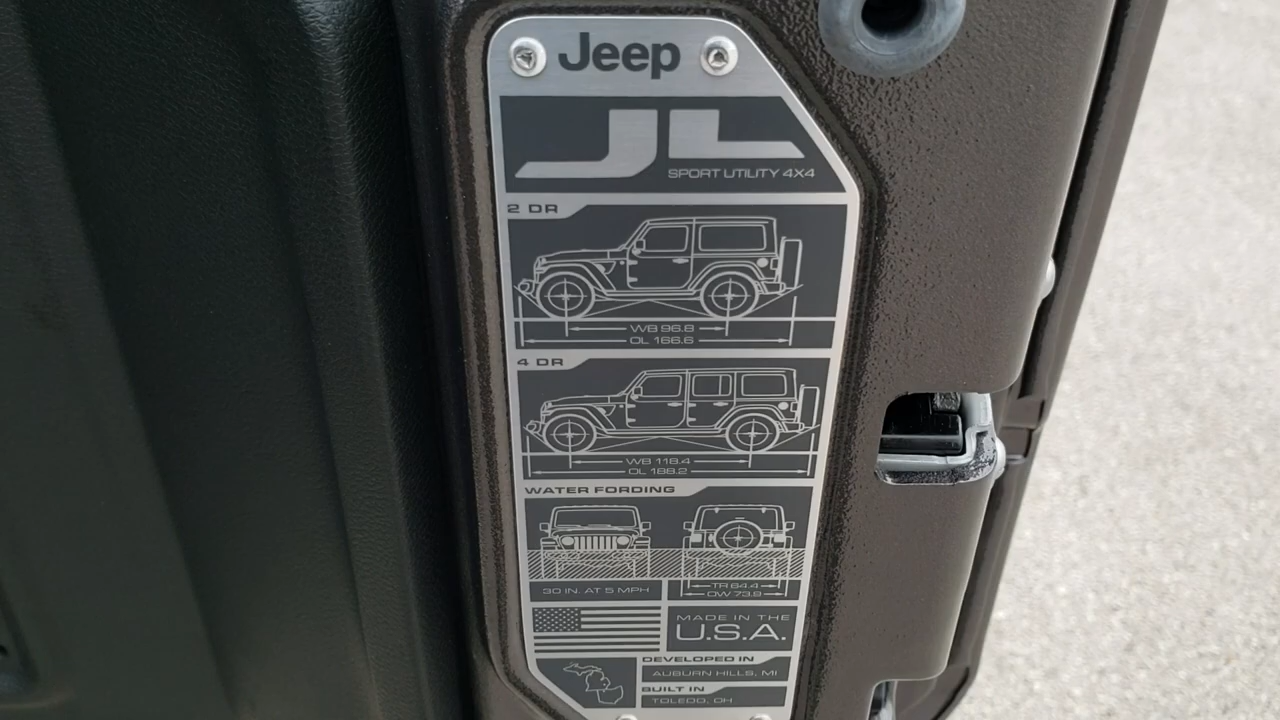 Jeep
JL
SPORT UTILITY 4X4
2 DR
WB 96.8
OL 166.6
4 DR
WB 118.4
OL 188.2
WATER FORDING
30 IN. AT 5 MPH
TR 64.4
OW 73.9
MADE IN THE
U.S.A.
DEVELOPED IN
AUBURN HILLS, MI
BUILT IN
TOLEDO, OH